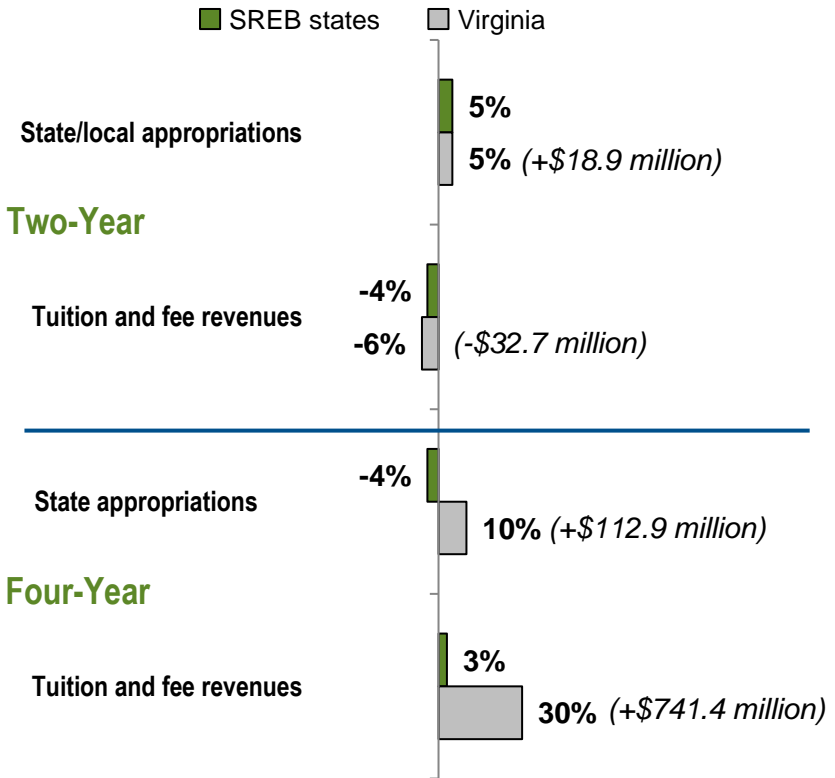 SREB states Virginia
State/local appropriations
5%
5% (+$18.9 million)
Two-Year
Tuition and fee revenues
-4%
-6% (-$32.7 million)
State appropriations
-4%
10% (+$112.9 million)
Four-Year
Tuition and fee revenues
3%
30% (+$741.4 million)